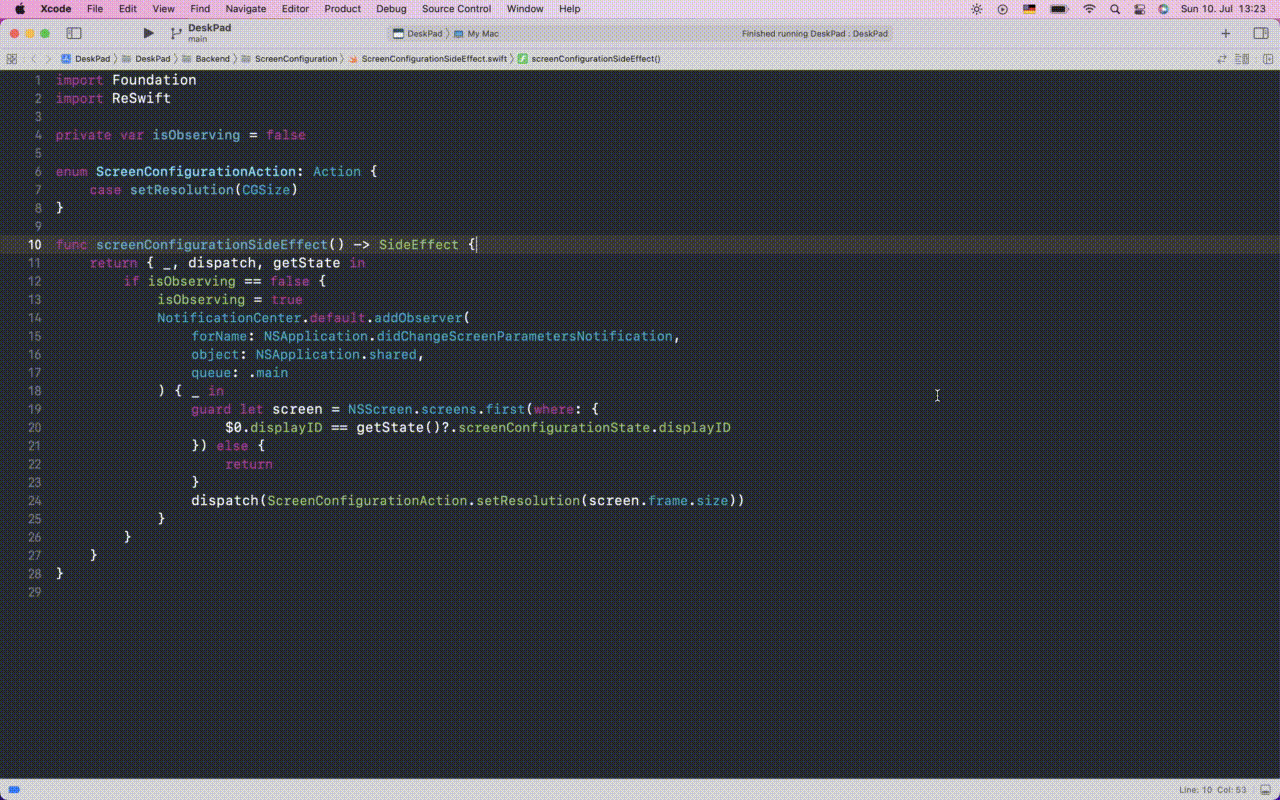 Xcode File Edit View Find Navigate Editor Product Debug Source Control Window Help Sun 10. Jul 13:23
DeskPad
main
DeskPad 〉 My Mac
Finished running DeskPad : DeskPad
DeskPad 〉 DeskPad 〉 Backend 〉 ScreenConfiguration 〉 ScreenConfigurationSideEffect.swift 〉 screenConfigurationSideEffect()
1 import Foundation
2 import ReSwift
3
4 private var isObserving = false
5
6 enum ScreenConfigurationAction: Action {
7     case setResolution(CGSize)
8 }
9
10 func screenConfigurationSideEffect() -> SideEffect {
11     return { _, dispatch, getState in
12         if isObserving == false {
13             isObserving = true
14             NotificationCenter.default.addObserver(
15                 forName: NSApplication.didChangeScreenParametersNotification,
16                 object: NSApplication.shared,
17                 queue: .main
18             ) { _ in
19                 guard let screen = NSScreen.screens.first(where: {
20                     $0.displayID == getState()?.screenConfigurationState.displayID
21                 }) else {
22                     return
23                 }
24                 dispatch(ScreenConfigurationAction.setResolution(screen.frame.size))
25             }
26         }
27     }
28 }
29
Line: 10 Col: 53